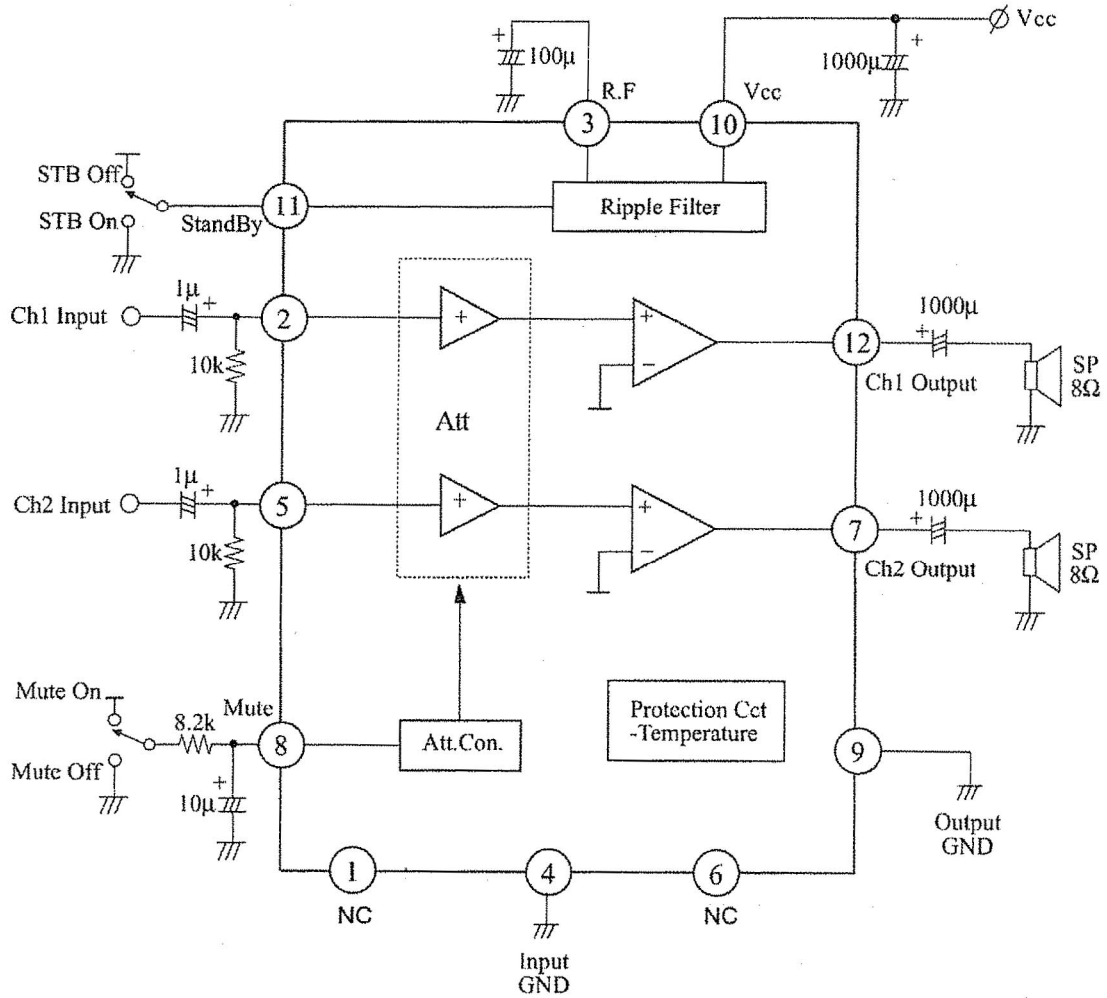 Vcc
+
100μ
1000μ
+
R.F
Vcc
3
10
STB Off
STB On
StandBy
11
Ripple Filter
Ch1 Input
1μ
+
10k
2
+
Att
+
−
12
Ch1 Output
1000μ
+
SP
8Ω
Ch2 Input
1μ
+
10k
5
+
+
−
7
Ch2 Output
1000μ
+
SP
8Ω
Mute On
Mute Off
8.2k
Mute
8
+
10μ
Att.Con.
Protection Cct
-Temperature
9
Output
GND
1
NC
4
Input
GND
6
NC